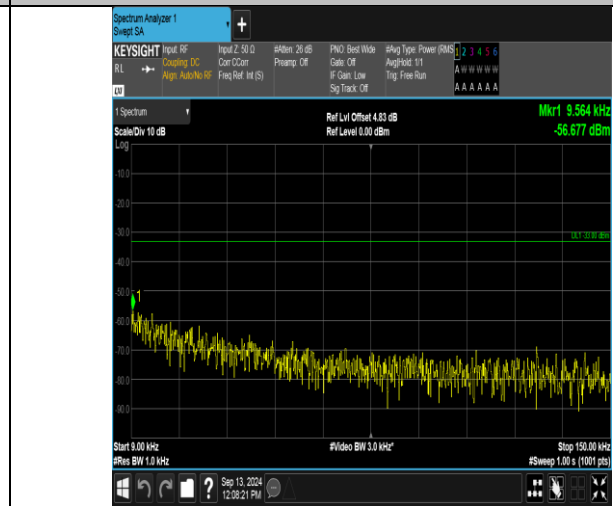 Spectrum Analyzer 1
Swept SA
+
KEYSIGHT
RL
Input: RF
Coupling: DC
Align: Auto/No RF
Input Z: 50 Ω
Corr CCorr
Freq Ref: Int (S)
#Atten: 26 dB
Preamp: Off
PNO: Best Wide
Gate: Off
IF Gain: Low
Sig Track: Off
#Avg Type: Power (RMS
Avg|Hold: 1/1
Trig: Free Run
1 2 3 4 5 6
A W W W W W
A A A A A A
1 Spectrum
Scale/Div 10 dB
Log
Ref Lvl Offset 4.83 dB
Ref Level 0.00 dBm
Mkr1 9.564 kHz
-56.677 dBm
-10.0
-20.0
-30.0
DL1 -33.00 dBm
-40.0
-50.0
1
-60.0
-70.0
-80.0
-90.0
Start 9.00 kHz
#Video BW 3.0 kHz*
Stop 150.00 kHz
#Res BW 1.0 kHz
#Sweep 1.00 s (1001 pts)
?
Sep 13, 2024
12:08:21 PM